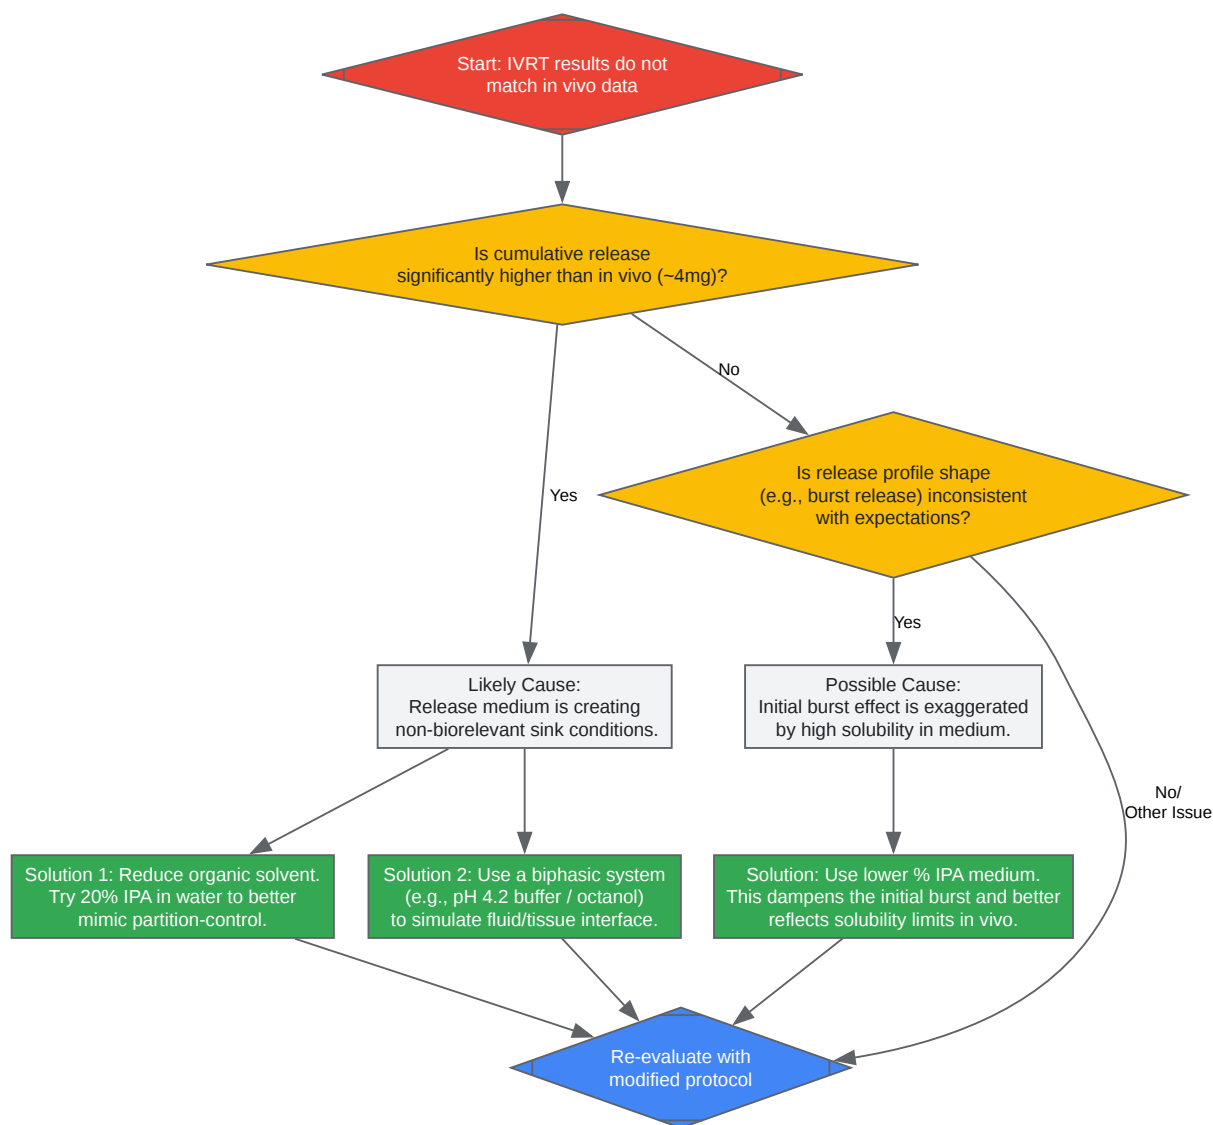 Start: IVRT results do not
match in vivo data
Is cumulative release
significantly higher than in vivo (~4mg)?
No
Is release profile shape
(e.g., burst release) inconsistent
with expectations?
Yes
Yes
Likely Cause:
Release medium is creating
non-biorelevant sink conditions.
Possible Cause:
Initial burst effect is exaggerated
by high solubility in medium.
No/
Other Issue
Solution 1: Reduce organic solvent.
Try 20% IPA in water to better
mimic partition-control.
Solution 2: Use a biphasic system
(e.g., pH 4.2 buffer / octanol)
to simulate fluid/tissue interface.
Solution: Use lower % IPA medium.
This dampens the initial burst and better
reflects solubility limits in vivo.
Re-evaluate with
modified protocol